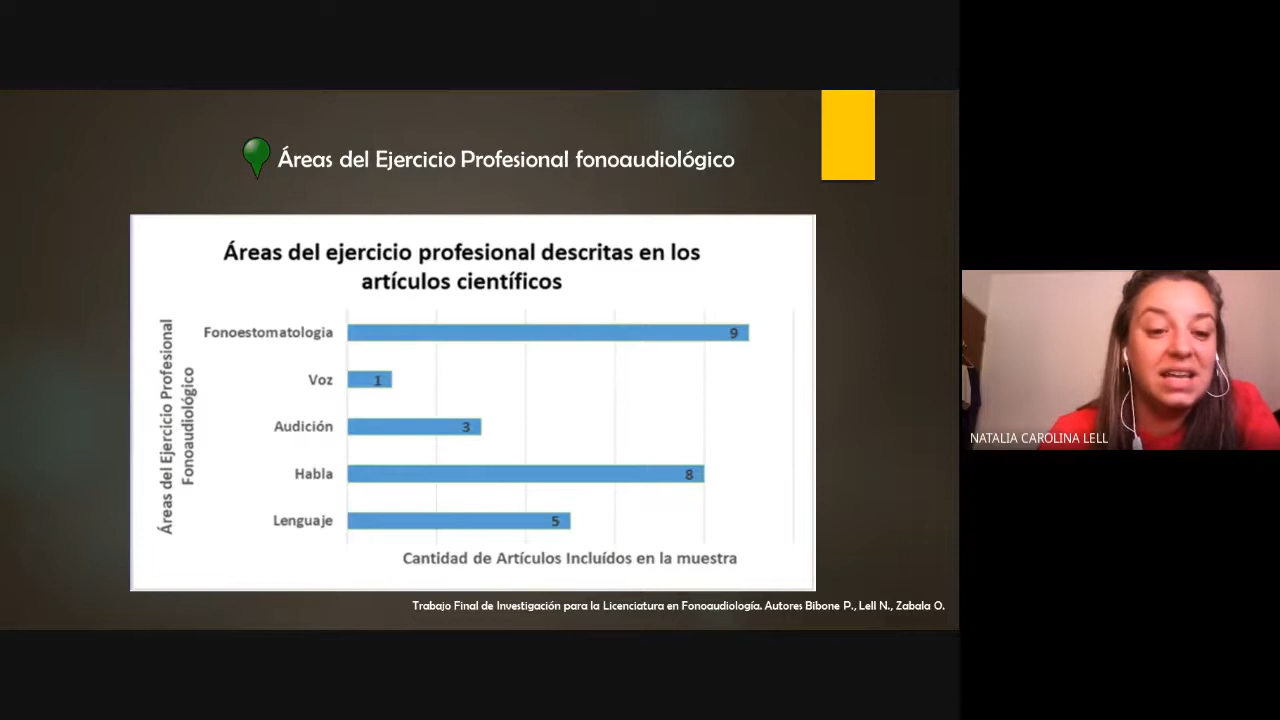 Áreas del Ejercicio Profesional fonoaudiológico
Áreas del ejercicio profesional descritas en los
artículos científicos
Áreas del Ejercicio Profesional
Fonoaudiológico
Fonoestomatologia
9
Voz
1
Audición
3
Habla
8
Lenguaje
5
Cantidad de Artículos Incluídos en la muestra
Trabajo Final de Investigación para la Licenciatura en Fonoaudiología. Autores Bibone P., Lell N., Zabala O.
NATALIA CAROLINA LELL